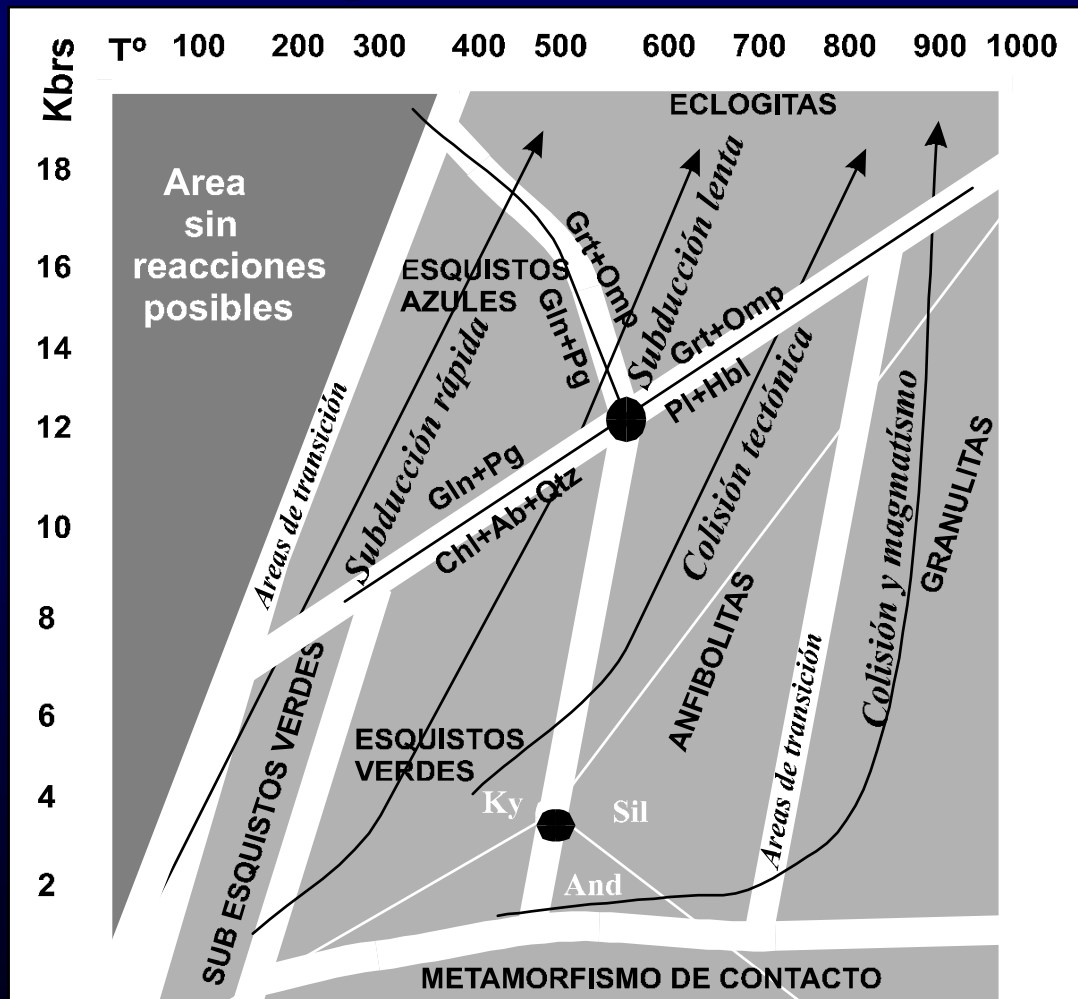 Kbrs
Tº 100 200 300 400 500 600 700 800 900 1000
18
16
14
12
10
8
6
4
2
ECLOGITAS
Area
sin
reacciones
posibles
ESQUISTOS
AZULES
Grt+Omp
Gln+Pg
Subducción lenta
Subducción rápida
Areas de transición
Grt+Omp
Pl+Hbl
Gln+Pg
Chl+Ab+Qtz
Colisión tectónica
Colisión y magmatísmo
GRANULITAS
ANFIBOLITAS
SUB ESQUISTOS VERDES
ESQUISTOS
VERDES
Areas de transición
Ky
Sil
And
METAMORFISMO DE CONTACTO